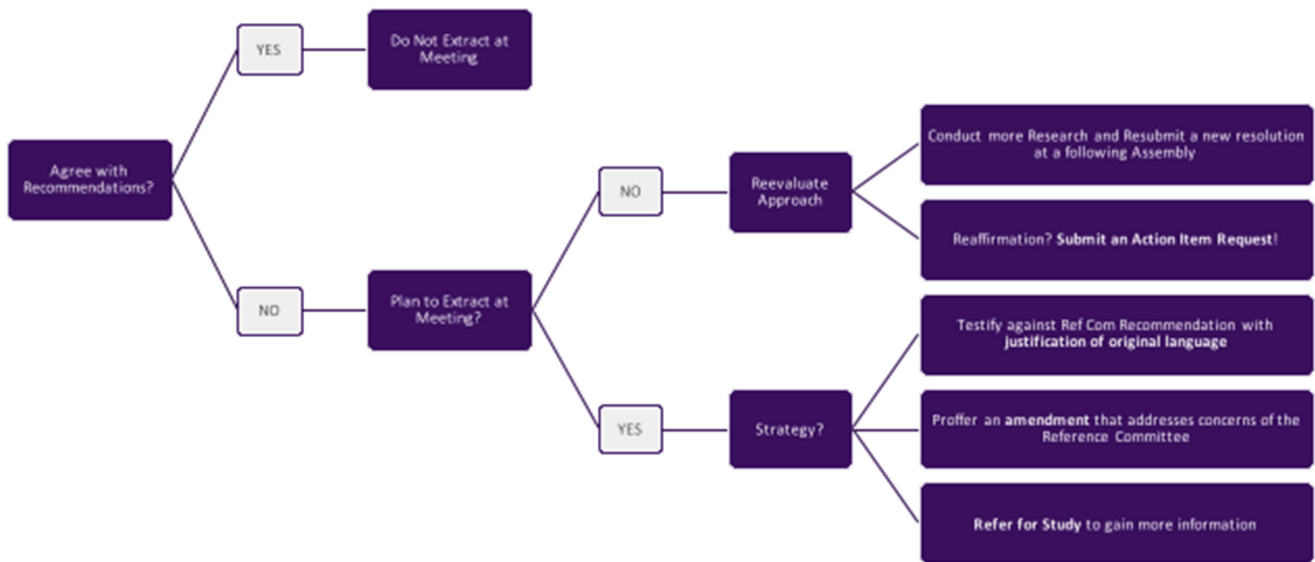 YES
Do Not Extract at
Meeting
Agree with
Recommendations?
NO
Plan to Extract at
Meeting?
NO
Reevaluate
Approach
Conduct more Research and Resubmit a new resolution
at a following Assembly
Reaffirmation? Submit an Action Item Request!
YES
Strategy?
Testify against Ref Com Recommendation with
justification of original language
Proffer an amendment that addresses concerns of the
Reference Committee
Refer for Study to gain more information